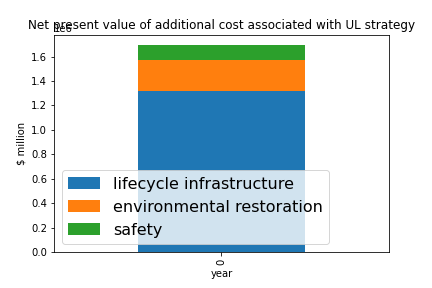 Net present value of additional cost associated with UL strategy
1e6
1.6
1.4
1.2
1.0
0.8
0.6
0.4
0.2
0.0
$ million
lifecycle infrastructure
environmental restoration
safety
0
year